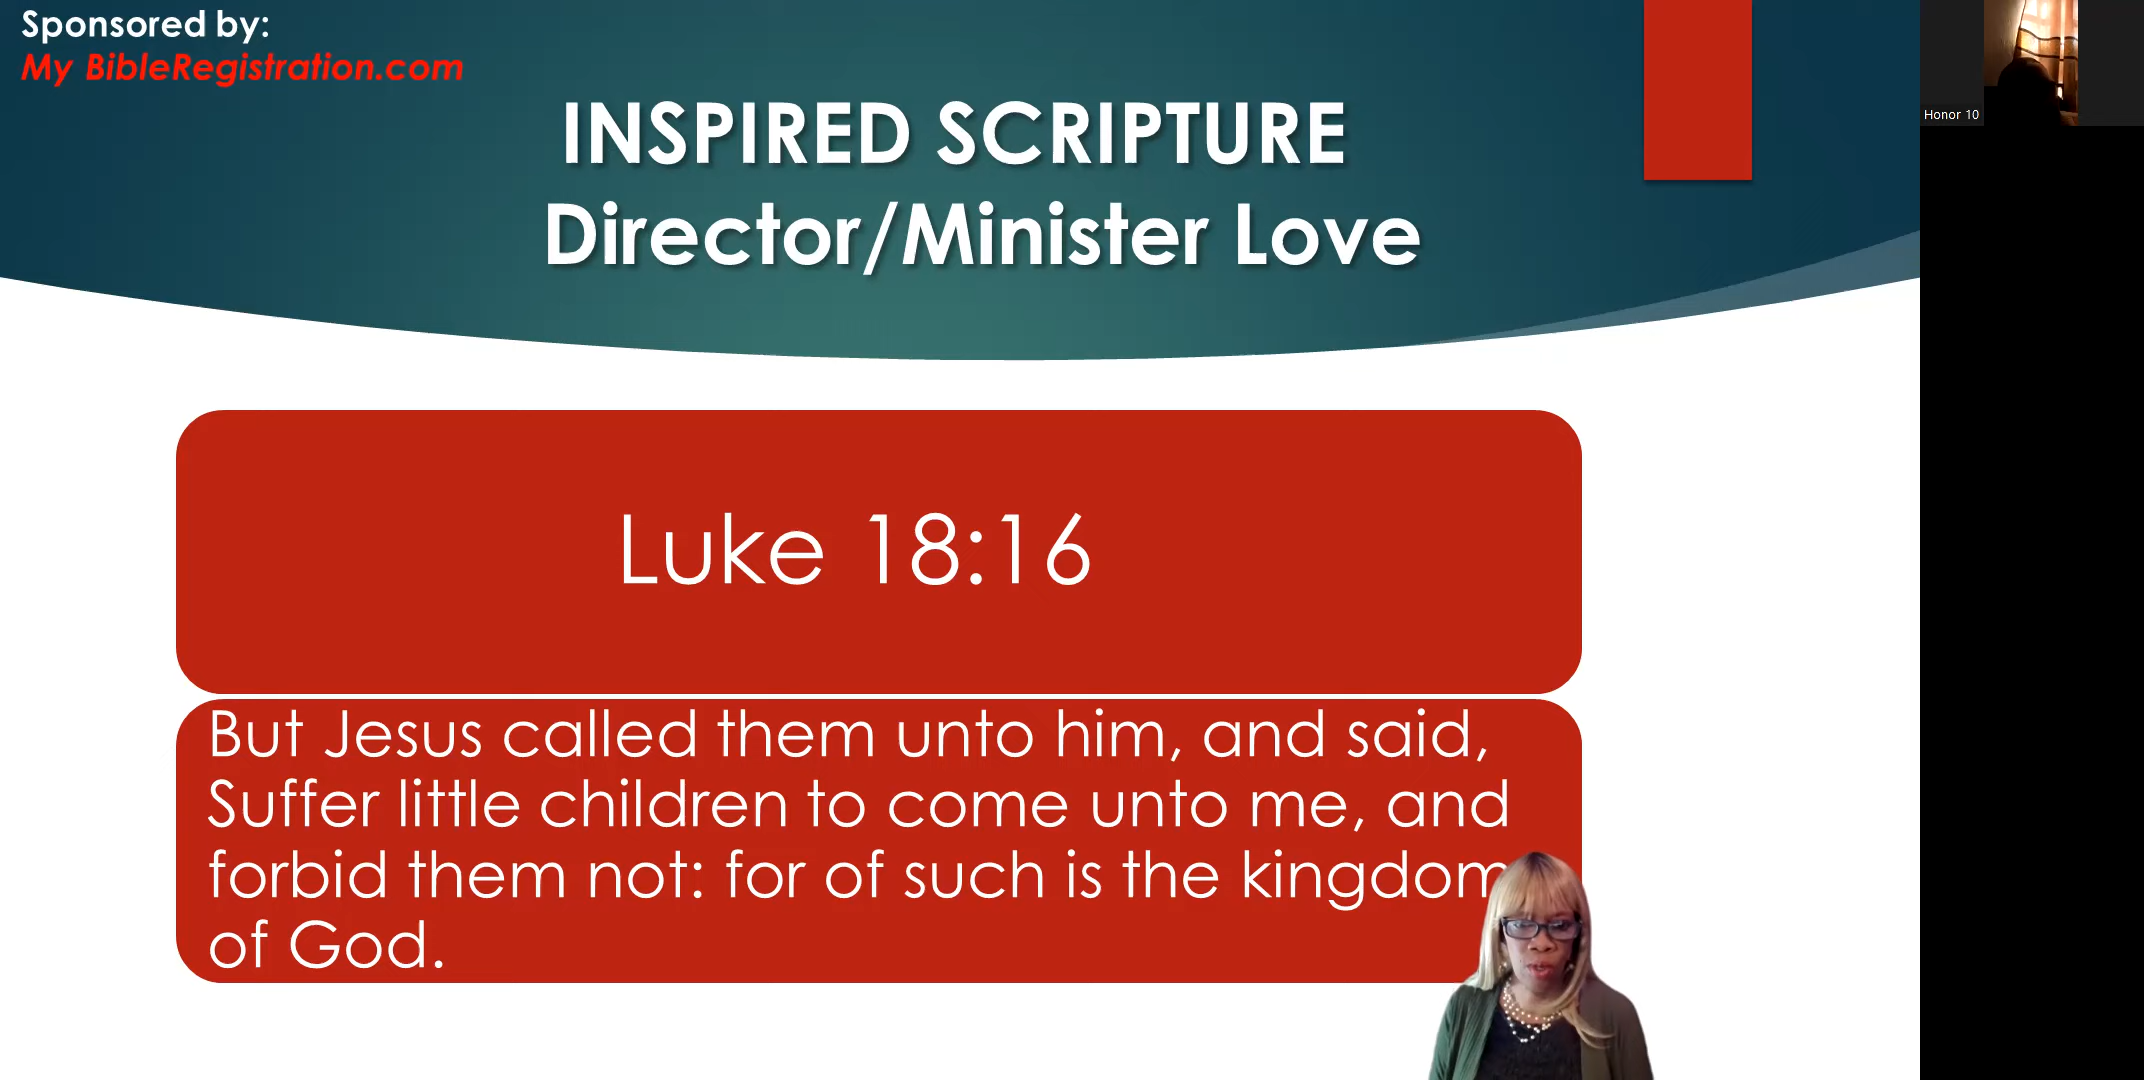 Sponsored by:
My BibleRegistration.com
INSPIRED SCRIPTURE
Director/Minister Love
Honor 10
Luke 18:16
But Jesus called them unto him, and said,
Suffer little children to come unto me, and
forbid them not: for of such is the kingdom
of God.